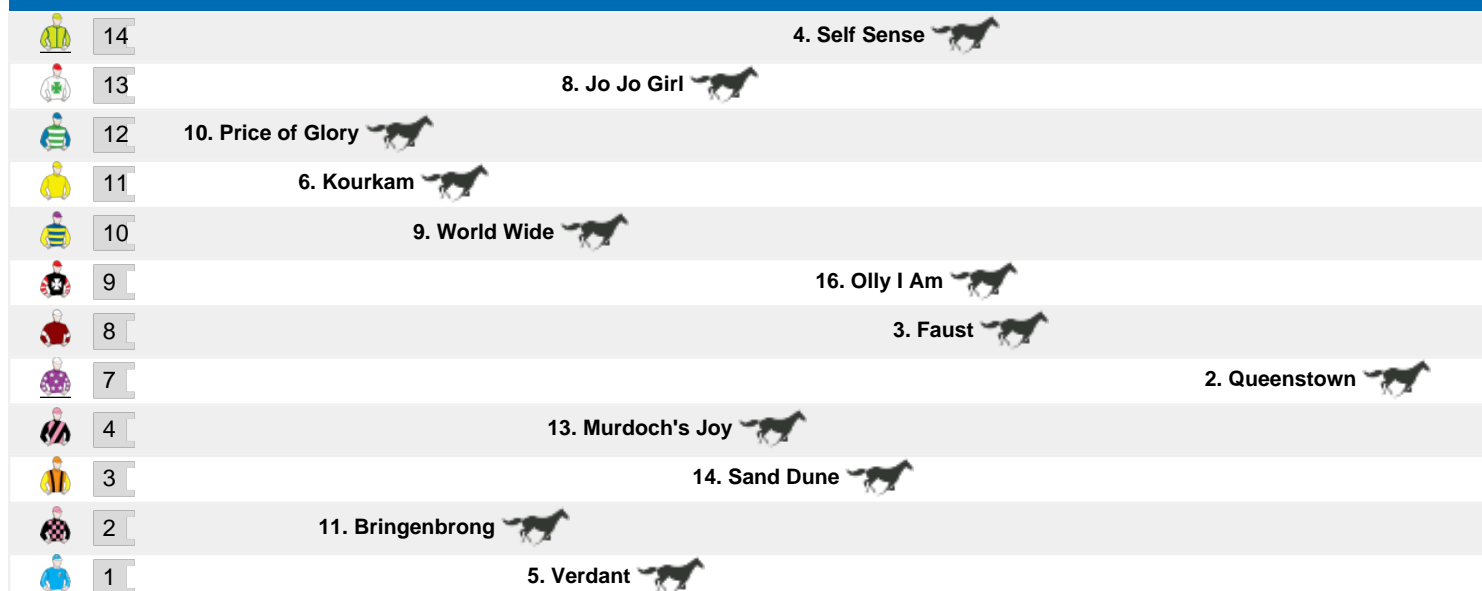 14 4. Self Sense
13 8. Jo Jo Girl
12 10. Price of Glory
11 6. Kourkam
10 9. World Wide
9 16. Olly I Am
8 3. Faust
7 2. Queenstown
4 13. Murdoch's Joy
3 14. Sand Dune
2 11. Bringenbrong
1 5. Verdant